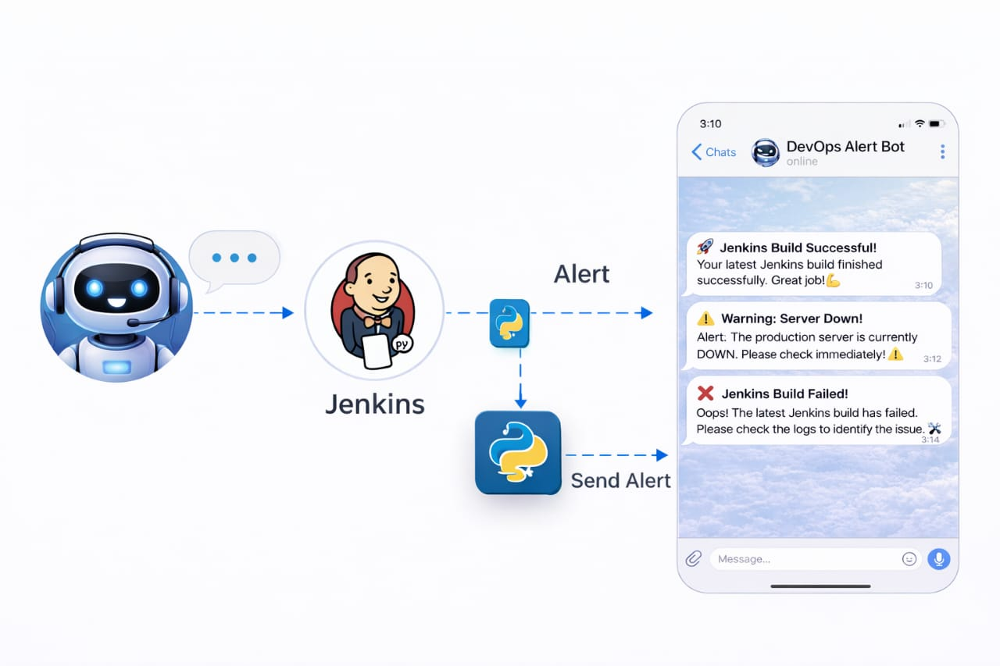 3:10
Chats
DevOps Alert Bot
online
🚀 Jenkins Build Successful!
Your latest Jenkins build finished
successfully. Great job!💪
3:10
⚠️ Warning: Server Down!
Alert. The production server is currently
DOWN. Please check immediately! ⚠️
3:12
❌ Jenkins Build Failed!
Oops! The latest Jenkins build has failed.
Please check the logs to identify the issue. 🛠️
3:14
Message...
Alert
PY
Jenkins
Send Alert